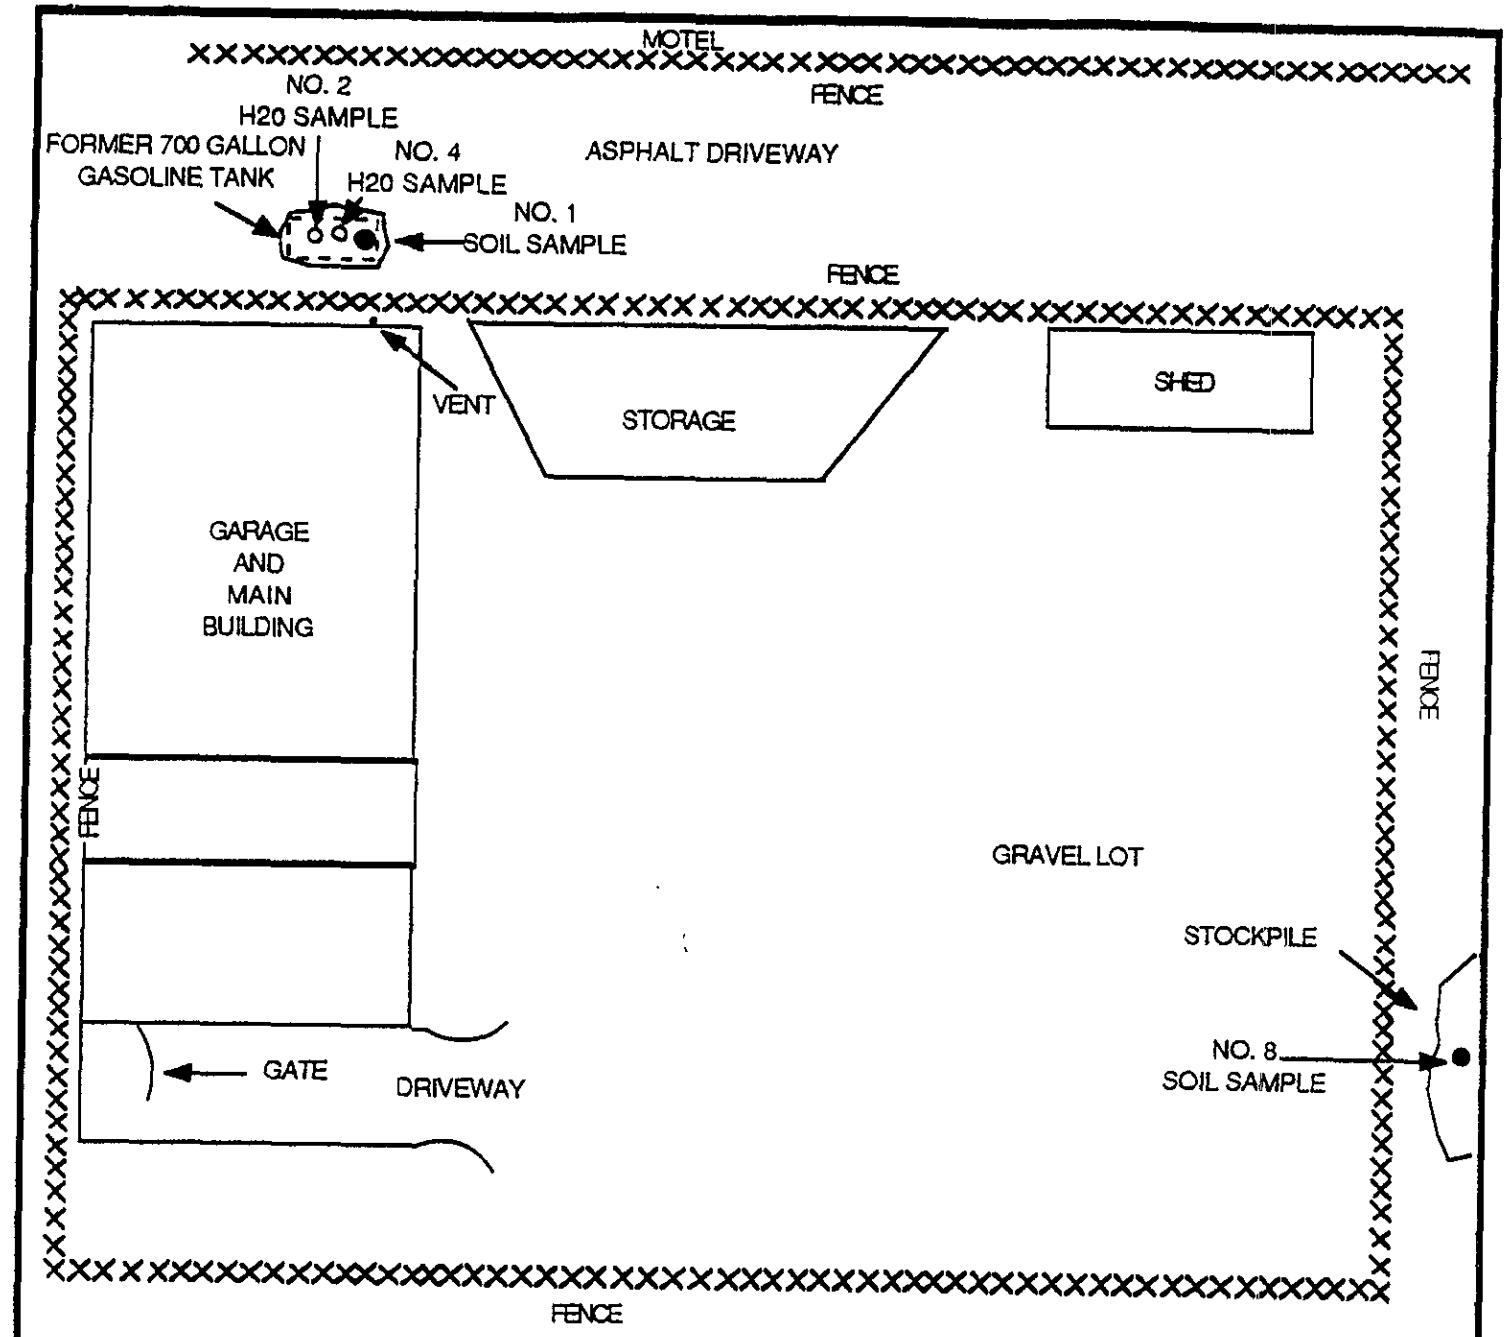 MOTEL
FENCE
NO. 2
H20 SAMPLE
FORMER 700 GALLON
GASOLINE TANK
NO. 4
H20 SAMPLE
ASPHALT DRIVEWAY
NO. 1
SOIL SAMPLE
FENCE
VENT
STORAGE
SHED
GARAGE
AND
MAIN
BUILDING
FENCE
FENCE
GRAVEL LOT
STOCKPILE
NO. 8
SOIL SAMPLE
GATE
DRIVEWAY
FENCE